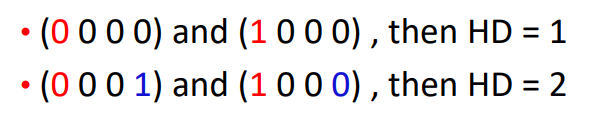 • (0 0 0 0) and (1 0 0 0) , then HD = 1
• (0 0 0 1) and (1 0 0 0) , then HD = 2